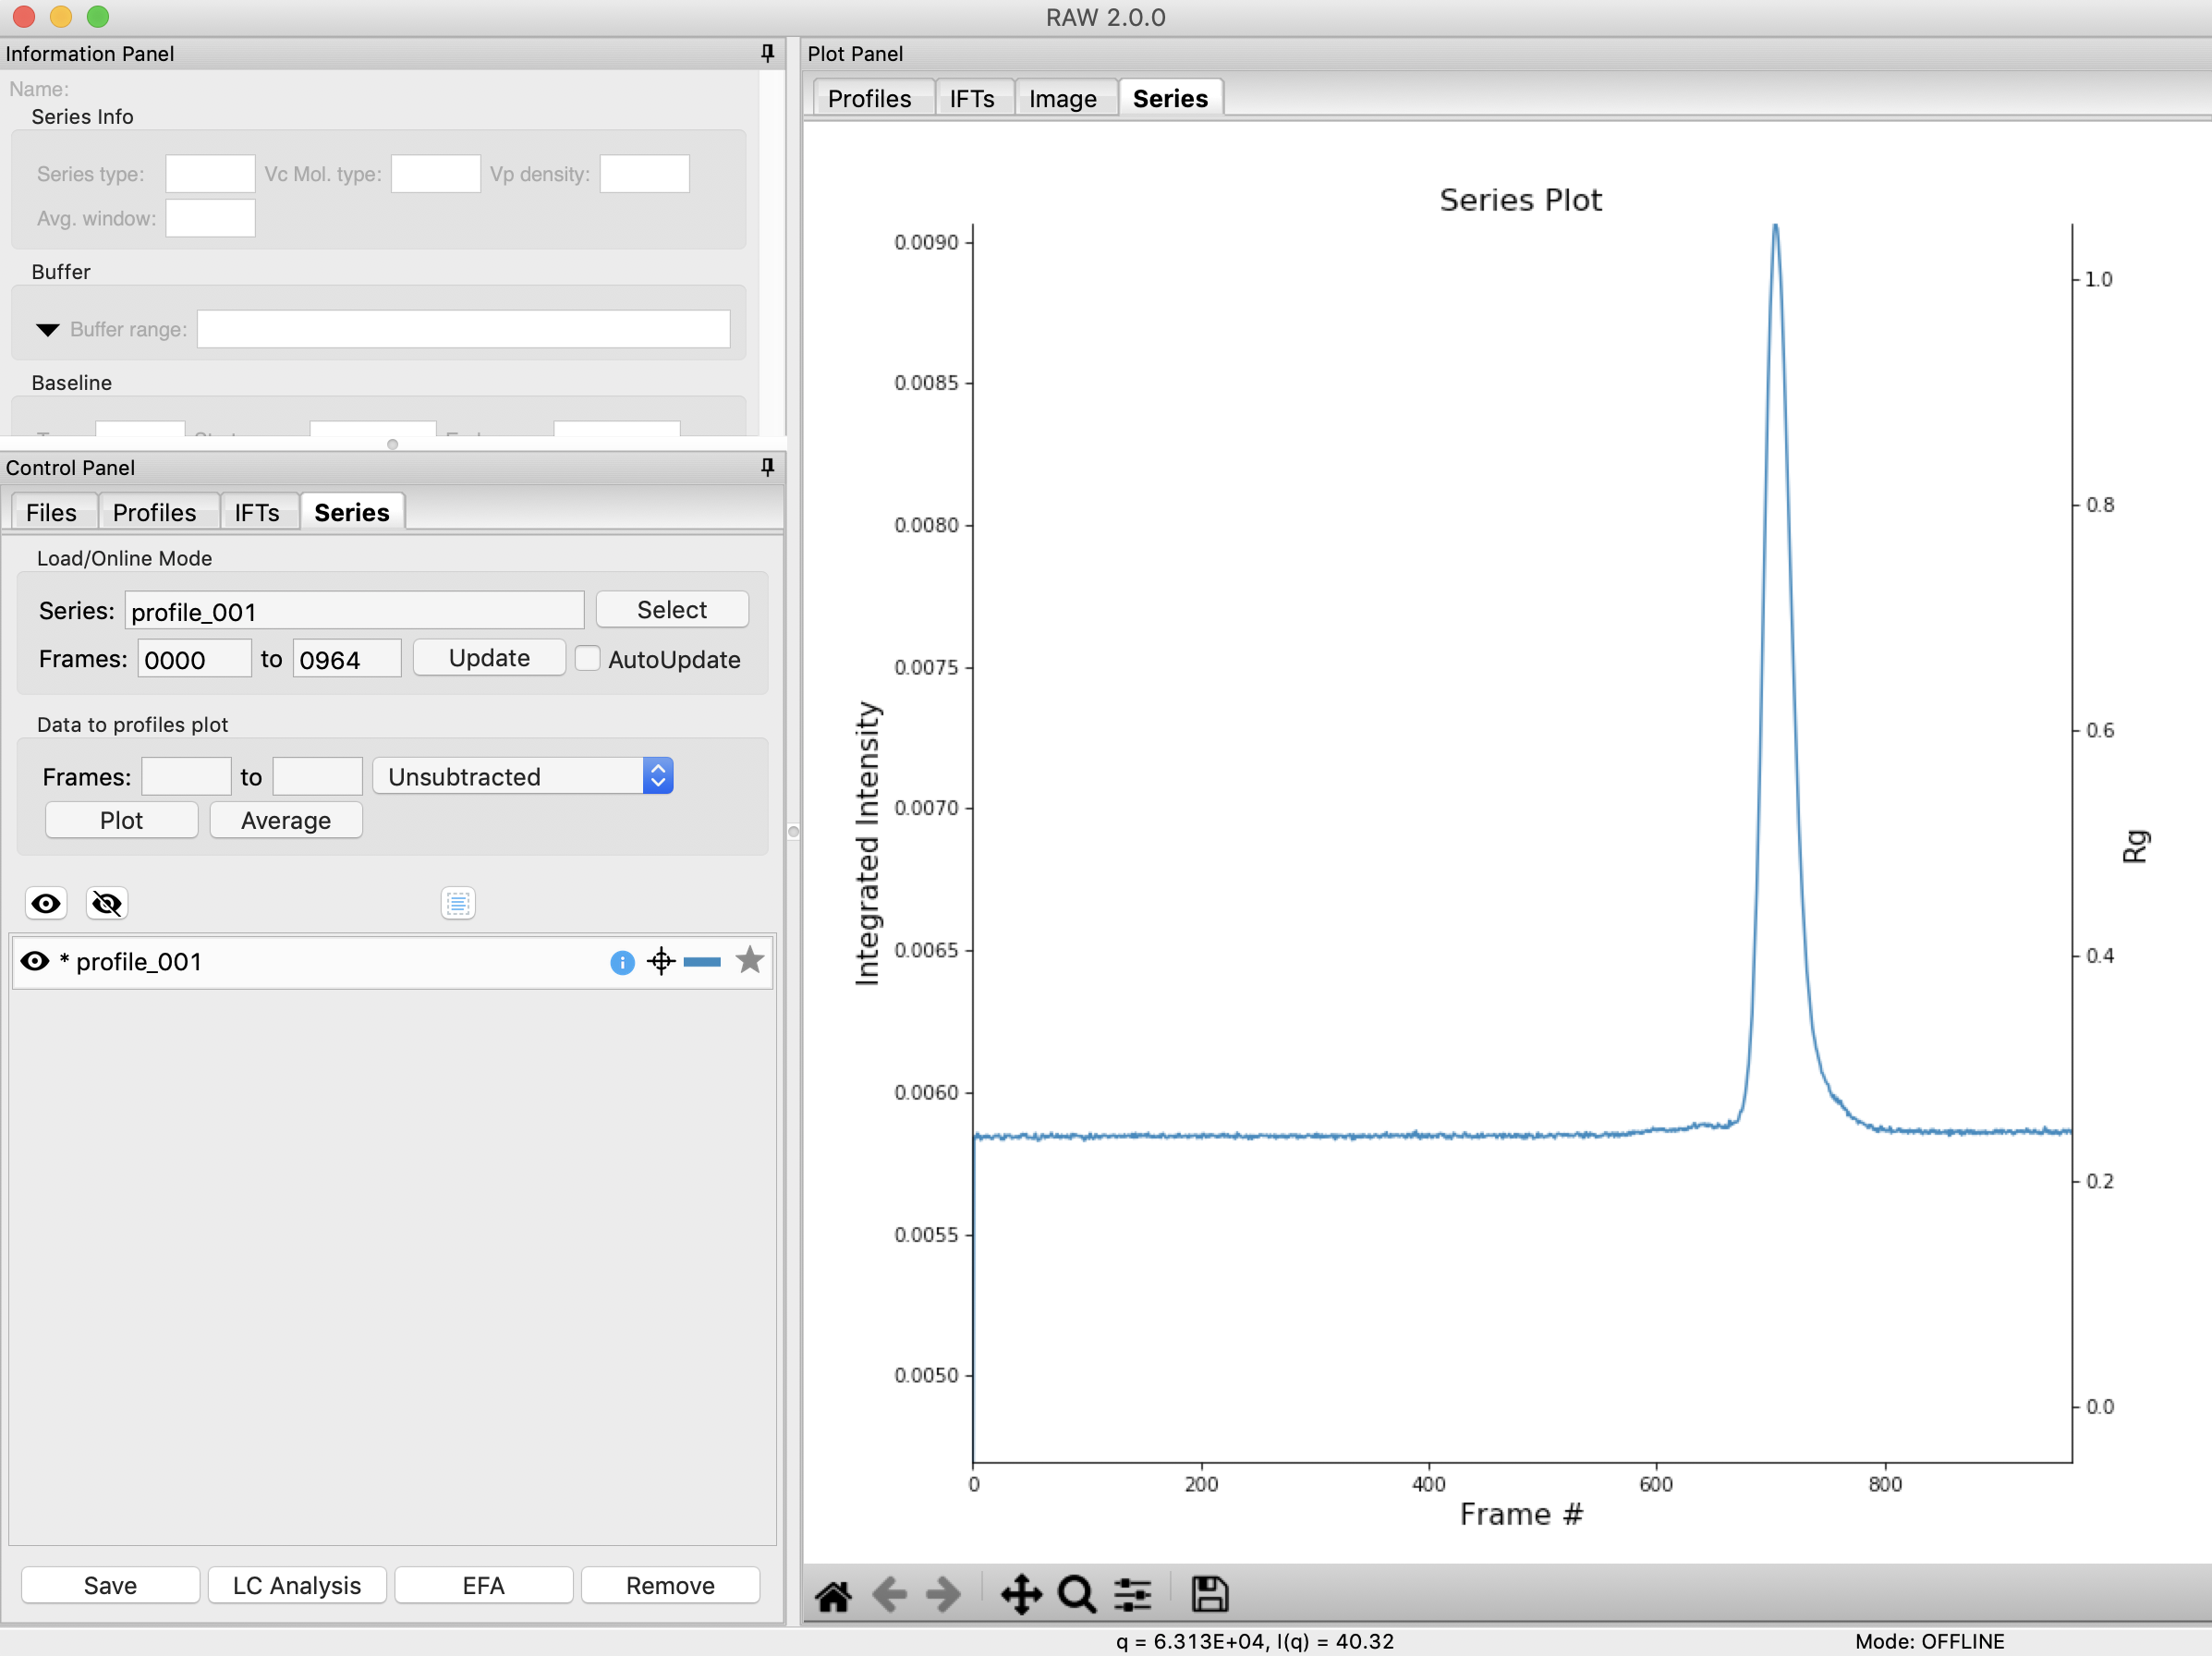 RAW 2.0.0
Information Panel
Name:
Series Info
Series type: Vc Mol. type: Vp density:
Avg. window:
Buffer
Buffer range:
Baseline
Control Panel
Files Profiles IFTs Series
Load/Online Mode
Series: profile_001 Select
Frames: 0000 to 0964 Update AutoUpdate
Data to profiles plot
Frames: to Unsubtracted
Plot Average
* profile_001
Save LC Analysis EFA Remove
Plot Panel
Profiles IFTs Image Series
Series Plot
Integrated Intensity
0.0090
0.0085
0.0080
0.0075
0.0070
0.0065
0.0060
0.0055
0.0050
1.0
0.8
0.6
0.4
0.2
0.0
Rg
0 200 400 600 800
Frame #
q = 6.313E+04, I(q) = 40.32
Mode: OFFLINE